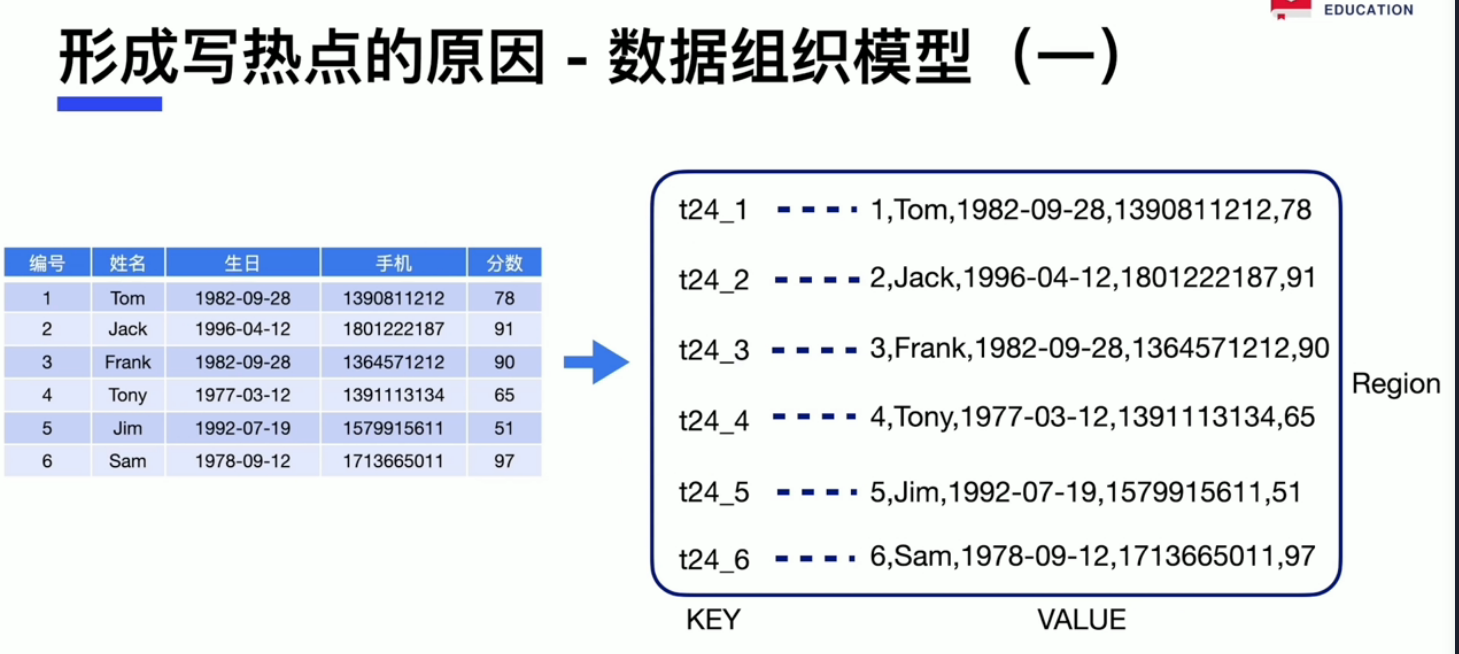 EDUCATION
形成写热点的原因 - 数据组织模型（一）
编号 姓名 生日 手机 分数
1 Tom 1982-09-28 1390811212 78
2 Jack 1996-04-12 1801222187 91
3 Frank 1982-09-28 1364571212 90
4 Tony 1977-03-12 1391113134 65
5 Jim 1992-07-19 1579915611 51
6 Sam 1978-09-12 1713665011 97
t24_1 1,Tom,1982-09-28,1390811212,78
t24_2 2,Jack,1996-04-12,1801222187,91
t24_3 3,Frank,1982-09-28,1364571212,90
t24_4 4,Tony,1977-03-12,1391113134,65
t24_5 5,Jim,1992-07-19,1579915611,51
t24_6 6,Sam,1978-09-12,1713665011,97
Region
KEY VALUE